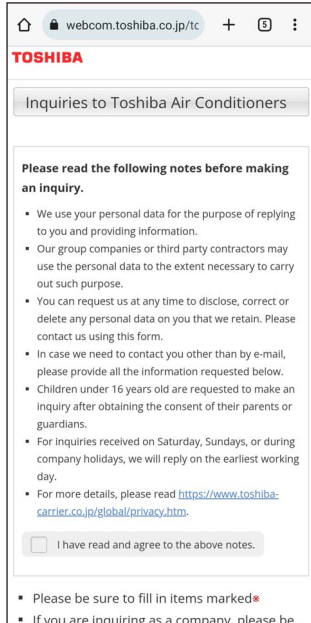 webcom.toshiba.co.jp/tc
5
TOSHIBA
Inquiries to Toshiba Air Conditioners
Please read the following notes before making
an inquiry.
▪ We use your personal data for the purpose of replying
to you and providing information.
▪ Our group companies or third party contractors may
use the personal data to the extent necessary to carry
out such purpose.
▪ You can request us at any time to disclose, correct or
delete any personal data on you that we retain. Please
contact us using this form.
▪ In case we need to contact you other than by e-mail,
please provide all the information requested below.
▪ Children under 16 years old are requested to make an
inquiry after obtaining the consent of their parents or
guardians.
▪ For inquiries received on Saturday, Sundays, or during
company holidays, we will reply on the earliest working
day.
▪ For more details, please read https://www.toshiba-
carrier.co.jp/global/privacy.htm.
I have read and agree to the above notes.
▪ Please be sure to fill in items marked※
▪ If you are inquiring as a company, please be